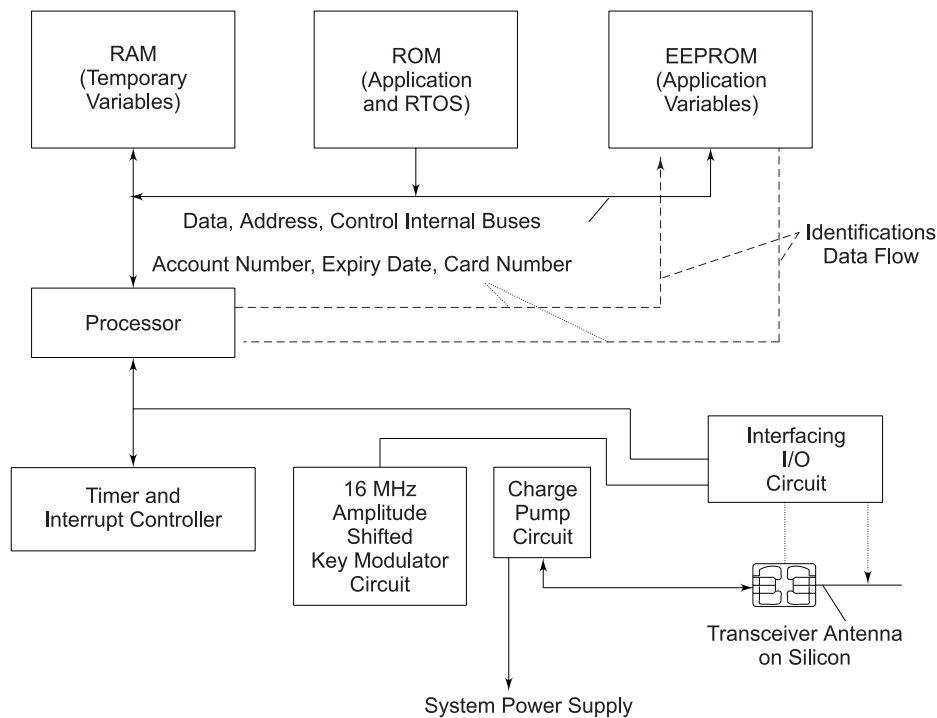 RAM
(Temporary
Variables)
ROM
(Application
and RTOS)
EEPROM
(Application
Variables)
Data, Address, Control Internal Buses
Identifications
Data Flow
Account Number, Expiry Date, Card Number
Processor
Interfacing
I/O
Circuit
Timer and
Interrupt Controller
16 MHz
Amplitude
Shifted
Key Modulator
Circuit
Charge
Pump
Circuit
Transceiver Antenna
on Silicon
System Power Supply